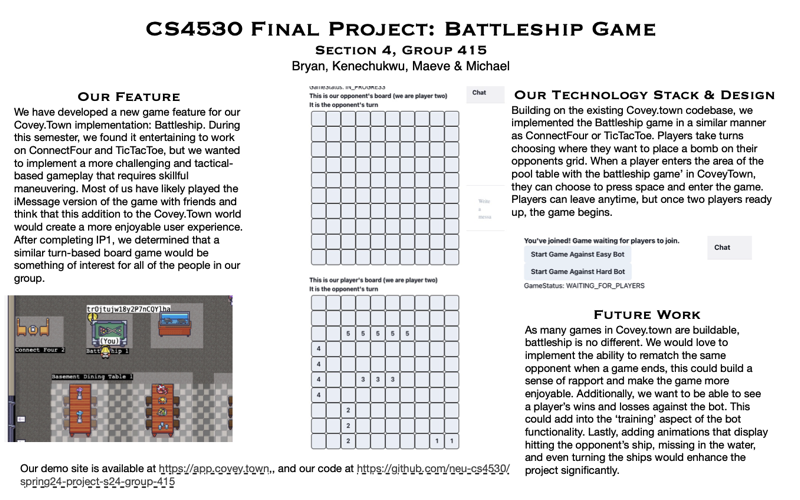 CS4530 Final Project: Battleship Game
Section 4, Group 415
Bryan, Kenechukwu, Maeve & Michael
Our Feature
We have developed a new game feature for our
Covey.Town implementation: Battleship. During
this semester, we found it entertaining to work
on ConnectFour and TicTacToe, but we wanted
to implement a more challenging and tactical-
based gameplay that requires skillful
maneuvering. Most of us have likely played the
iMessage version of the game with friends and
think that this addition to the Covey.Town world
would create a more enjoyable user experience.
After completing IP1, we determined that a
similar turn-based board game would be
something of interest for all of the people in our
group.
(You)
Connect Four 2
Battleship 1
Basement Dining Table 1
GameStatus: IN_PROGRESS
This is our opponent's board (we are player two)
It is the opponent's turn
Chat
This is our player's board (we are player two)
It is the opponent's turn
5 5 5 5 5
4
4
4 3 3 3
4
2
2
2 1 1
Our Technology Stack & Design
Building on the existing Covey.town codebase, we
implemented the Battleship game in a similar manner
as ConnectFour or TicTacToe. Players take turns
choosing where they want to place a bomb on their
opponents grid. When a player enters the area of the
pool table with the battleship game' in CoveyTown,
they can choose to press space and enter the game.
Players can leave anytime, but once two players ready
up, the game begins.
You've joined! Game waiting for players to join.
Start Game Against Easy Bot
Start Game Against Hard Bot
GameStatus: WAITING_FOR_PLAYERS
Chat
Future Work
As many games in Covey.town are buildable,
battleship is no different. We would love to
implement the ability to rematch the same
opponent when a game ends, this could build a
sense of rapport and make the game more
enjoyable. Additionally, we want to be able to see
a player's wins and losses against the bot. This
could add into the 'training' aspect of the bot
functionality. Lastly, adding animations that display
hitting the opponent's ship, missing in the water,
and even turning the ships would enhance the
project significantly.
Our demo site is available at https://app.covey.town,, and our code at https://github.com/neu-cs4530/
spring24-project-s24-group-415